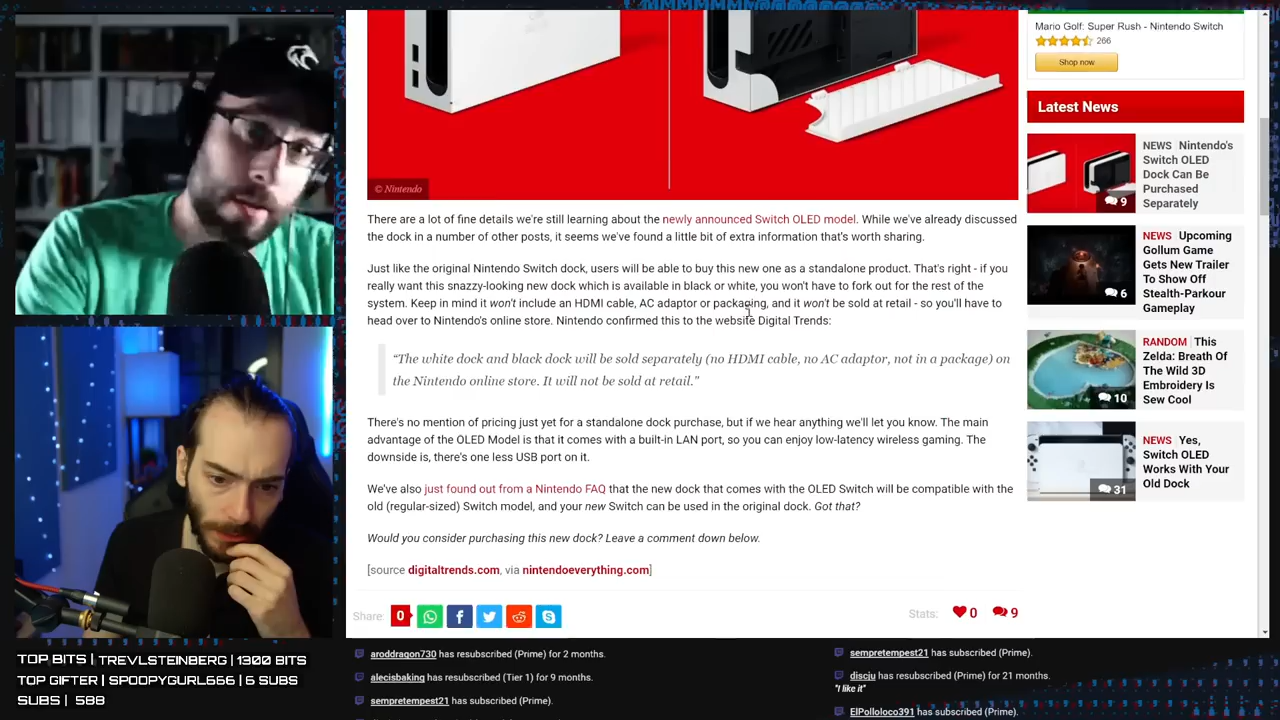 © Nintendo
There are a lot of fine details we're still learning about the newly announced Switch OLED model. While we've already discussed
the dock in a number of other posts, it seems we've found a little bit of extra information that's worth sharing.
Just like the original Nintendo Switch dock, users will be able to buy this new one as a standalone product. That's right - if you
really want this snazzy-looking new dock which is available in black or white, you won't have to fork out for the rest of the
system. Keep in mind it won't include an HDMI cable, AC adaptor or packaging, and it won't be sold at retail - so you'll have to
head over to Nintendo's online store. Nintendo confirmed this to the website Digital Trends:
“The white dock and black dock will be sold separately (no HDMI cable, no AC adaptor, not in a package) on
the Nintendo online store. It will not be sold at retail.”
There's no mention of pricing just yet for a standalone dock purchase, but if we hear anything we'll let you know. The main
advantage of the OLED Model is that it comes with a built-in LAN port, so you can enjoy low-latency wireless gaming. The
downside is, there's one less USB port on it.
We've also just found out from a Nintendo FAQ that the new dock that comes with the OLED Switch will be compatible with the
old (regular-sized) Switch model, and your new Switch can be used in the original dock. Got that?
Would you consider purchasing this new dock? Leave a comment down below.
[source digitaltrends.com, via nintendoeverything.com]
Share: 0
Stats: 0 9
Mario Golf: Super Rush - Nintendo Switch
266
Shop now
Latest News
NEWS Nintendo's
Switch OLED
Dock Can Be
Purchased
Separately
9
NEWS Upcoming
Gollum Game
Gets New Trailer
To Show Off
Stealth-Parkour
Gameplay
6
RANDOM This
Zelda: Breath Of
The Wild 3D
Embroidery Is
Sew Cool
10
NEWS Yes,
Switch OLED
Works With Your
Old Dock
31
TOP BITS | TREVLSTEINBERG | 1300 BITS
TOP GIFTER | SPOOPYGURL666 | 6 SUBS
SUBS | 588
aroddragon730 has resubscribed (Prime) for 2 months.
alecisbaking has resubscribed (Tier 1) for 9 months.
sempretempest21 has subscribed (Prime).
sempretempest21 has subscribed (Prime).
discju has resubscribed (Prime) for 21 months.
"I like it"
ElPolloloco391 has subscribed (Prime).